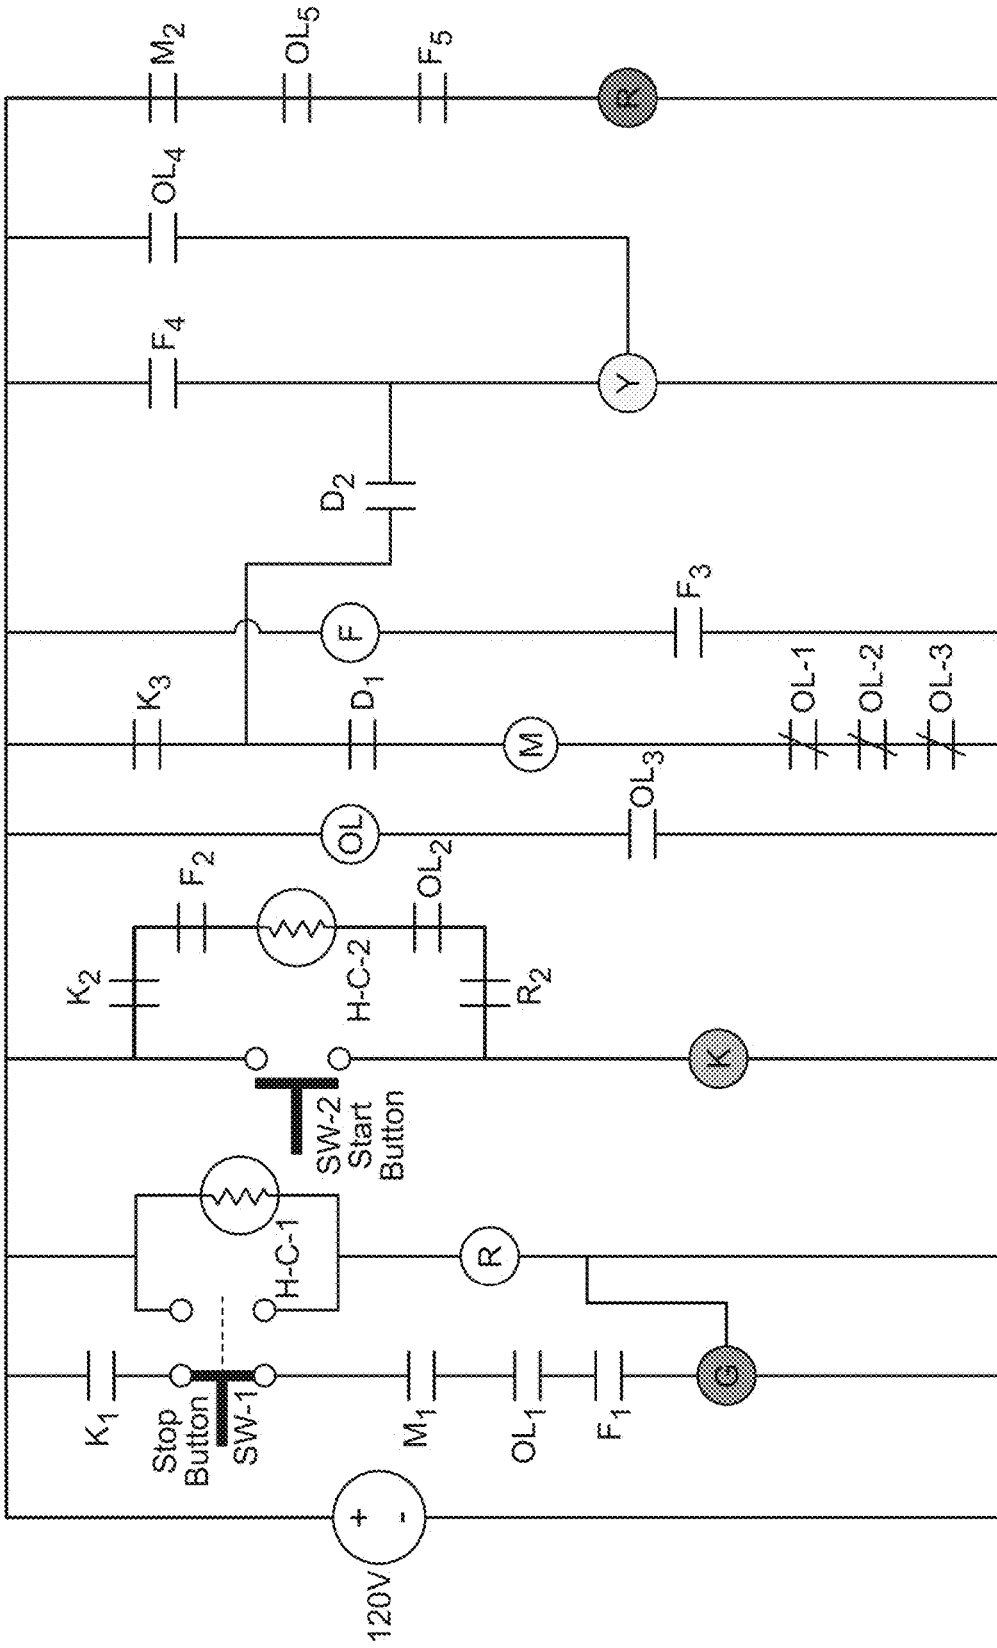 120V
+
-
K1
Stop
Button
SW-1
M1
OL1
F1
G
H-C-1
R
SW-2
Start
Button
K2
F2
H-C-2
OL2
R2
K
OL
OL3
K3
D1
M
OL-1
OL-2
OL-3
F
F3
D2
F4
Y
OL4
M2
OL5
F5
R